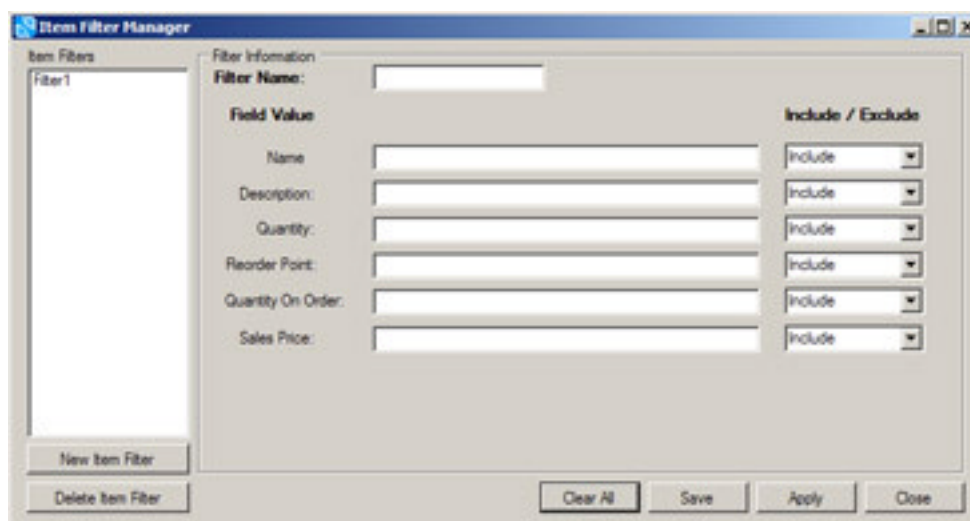 Item Filter Manager
Item Filters
Filter1
New Item Filter
Delete Item Filter
Filter Information
Filter Name:
Field Value Include / Exclude
Name Include
Description: Include
Quantity: Include
Reorder Point: Include
Quantity On Order: Include
Sales Price: Include
Clear All Save Apply Close